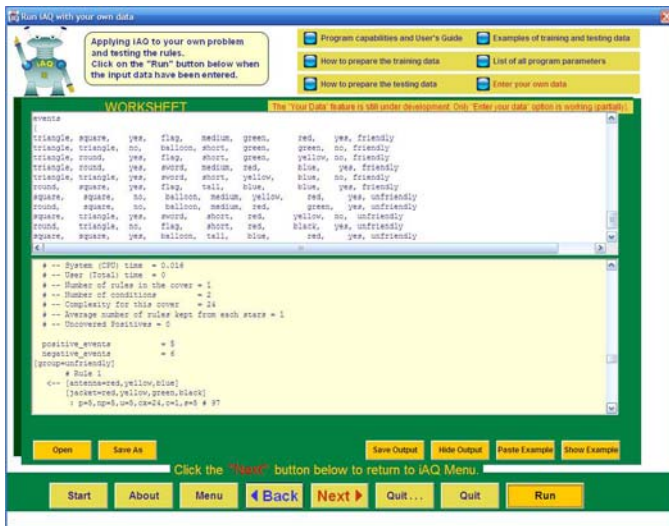 Run iAQ with your own data
Applying iAQ to your own problem
and testing the rules.
Click on the "Run" button below when
the input data have been entered.
Program capabilities and User's Guide
Examples of training and testing data
How to prepare the training data
List of all program parameters
How to prepare the testing data
Enter your own data
iAQ
WORKSHEET
The "Your Data" feature is still under development. Only "Enter your data" option is working (partially).
events
{
triangle, square, yes, flag, medium, green, red, yes, friendly
triangle, triangle, no, balloon, short, green, green, no, friendly
triangle, round, yes, flag, short, green, yellow, no, friendly
triangle, round, yes, sword, medium, red, blue, yes, friendly
triangle, triangle, yes, sword, short, yellow, blue, no, friendly
round, square, yes, flag, tall, blue, blue, yes, friendly
square, square, no, balloon, medium, yellow, red, yes, unfriendly
round, square, no, balloon, medium, red, green, yes, unfriendly
square, triangle, yes, sword, short, red, yellow, no, unfriendly
round, triangle, no, flag, short, red, black, yes, unfriendly
square, square, yes, balloon, tall, blue, red, yes, unfriendly
# -- System (CPU) time = 0.016
# -- User (Total) time = 0
# -- Number of rules in the cover = 1
# -- Number of conditions = 2
# -- Complexity for this cover = 24
# -- Average number of rules kept from each stars = 1
# -- Uncovered Positives = 0
positive_events = 5
negative_events = 6
[group=unfriendly]
# Rule 1
<-- [antenna=red,yellow,blue]
[jacket=red,yellow,green,black]
: p=5,np=5,u=5,cx=24,c=1,s=5 # 97
Open
Save As
Save Output
Hide Output
Paste Example
Show Example
Click the "Next" button below to return to iAQ Menu.
Start
About
Menu
Back
Next
Quit...
Quit
Run